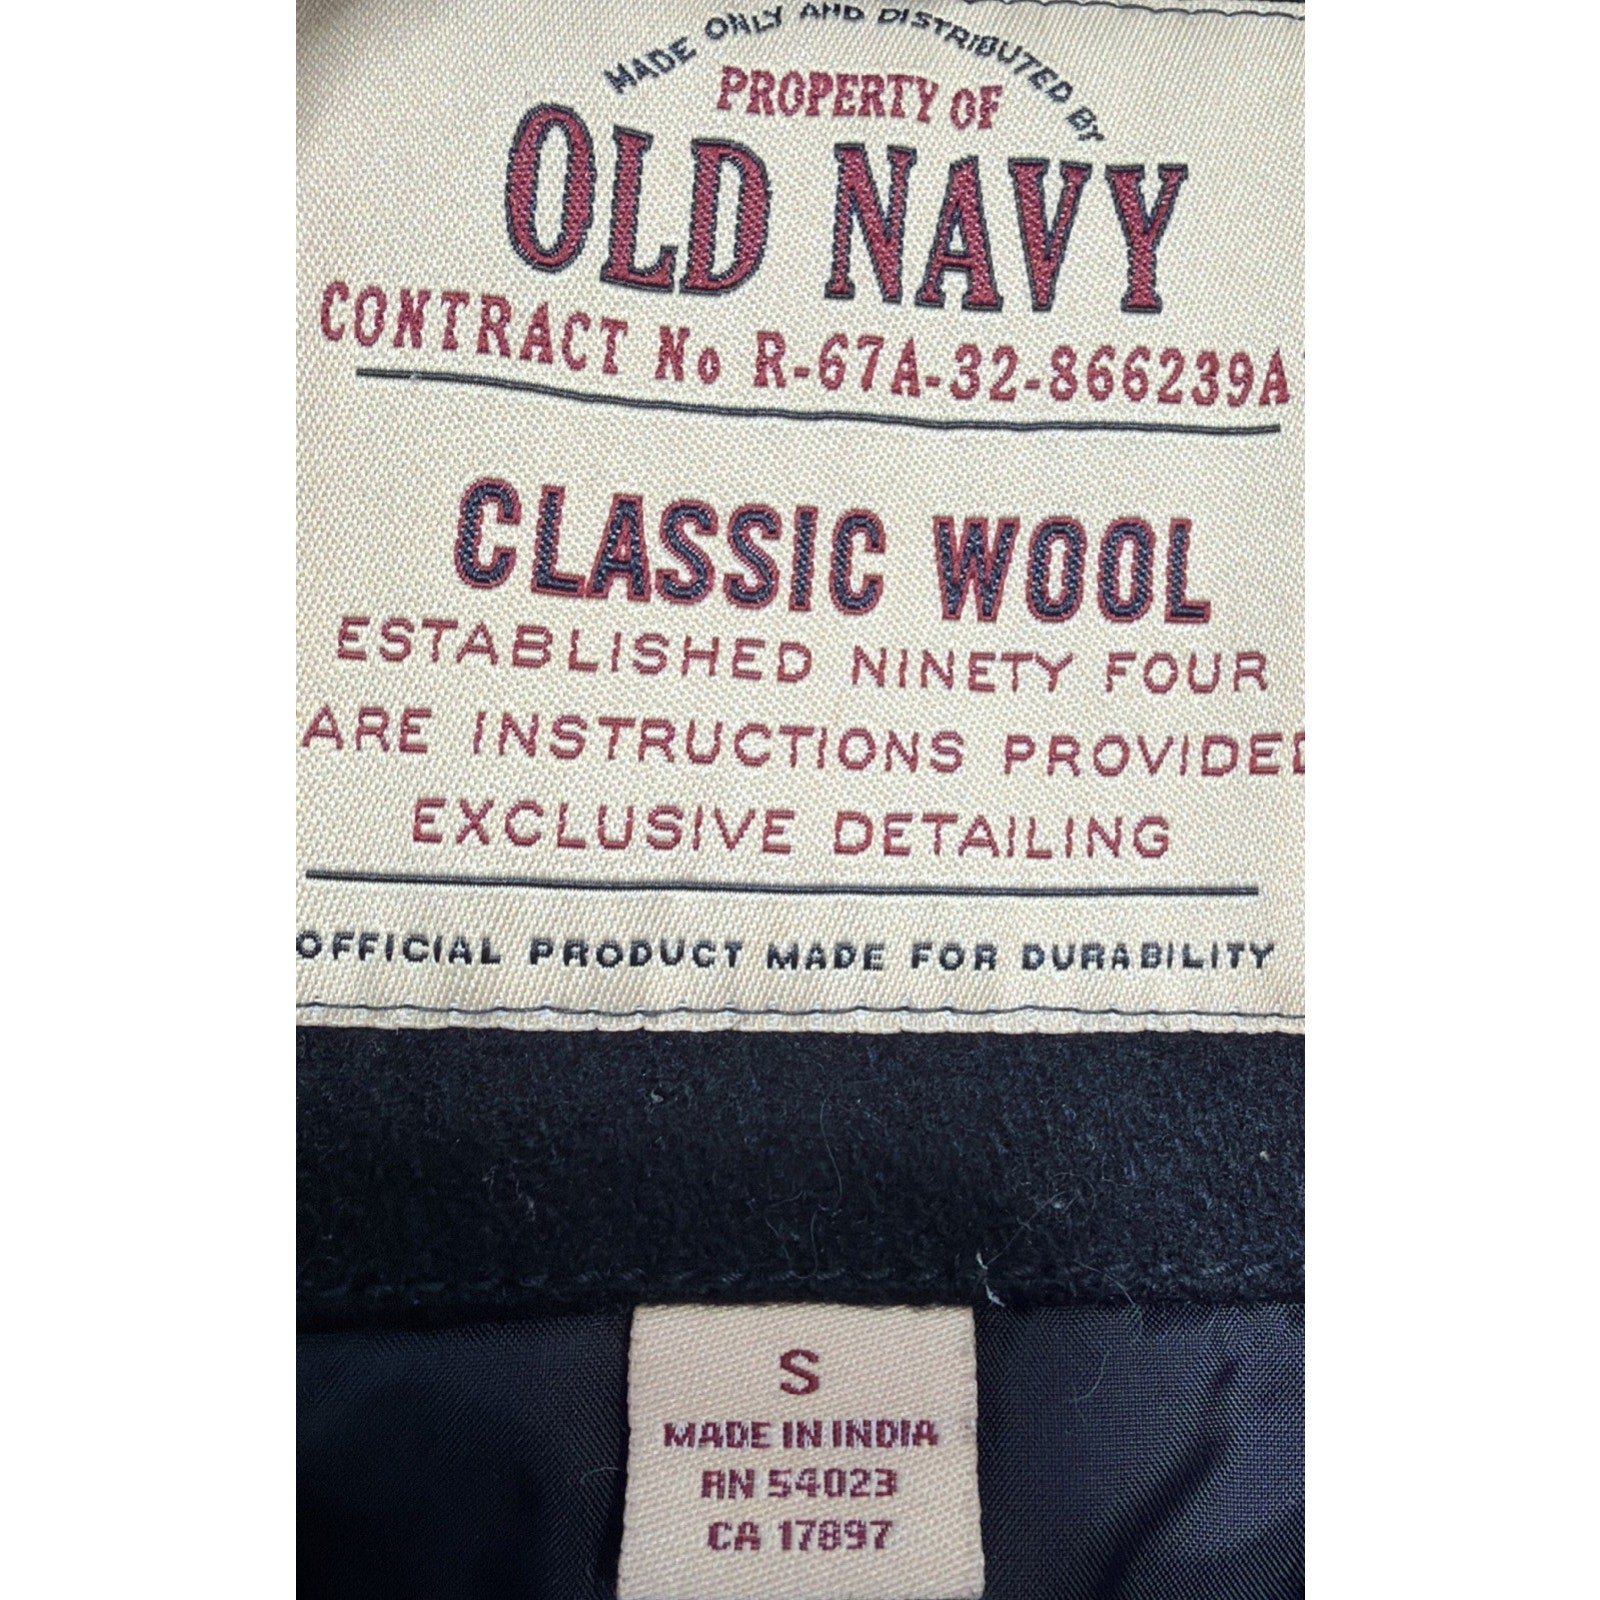 MADE ONLY AND DISTRIBUTED BY
PROPERTY OF
OLD NAVY
CONTRACT No R-67A-32-866239A
CLASSIC WOOL
ESTABLISHED NINETY FOUR
ARE INSTRUCTIONS PROVIDED
EXCLUSIVE DETAILING
OFFICIAL PRODUCT MADE FOR DURABILITY
S
MADE IN INDIA
RN 54023
CA 17897